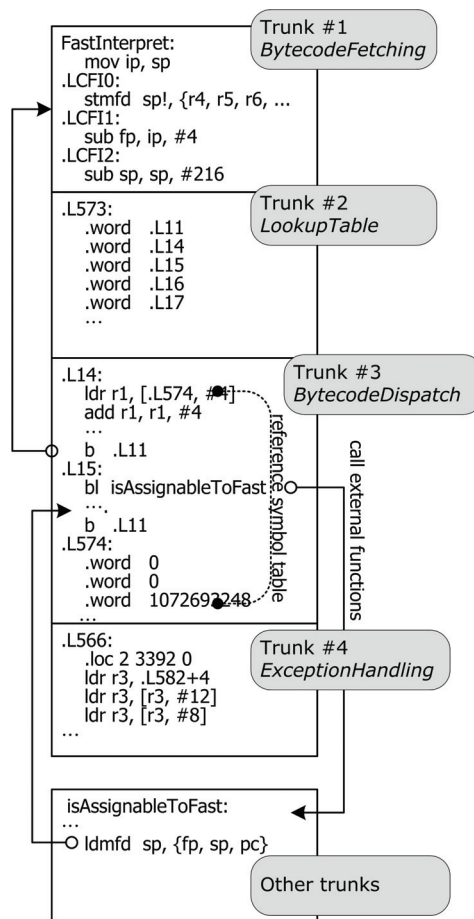 Trunk #1
BytecodeFetching
FastInterpret:
mov ip, sp
.LCFI0:
stmfd sp!, {r4, r5, r6, ...
.LCFI1:
sub fp, ip, #4
.LCFI2:
sub sp, sp, #216
Trunk #2
LookupTable
.L573:
.word .L11
.word .L14
.word .L15
.word .L16
.word .L17
...
Trunk #3
BytecodeDispatch
.L14:
ldr r1, [.L574, #4]
add r1, r1, #4
...
b .L11
.L15:
bl isAssignableToFast
....
b .L11
.L574:
.word 0
.word 0
.word 1072693248
...
reference symbol table
call external functions
Trunk #4
ExceptionHandling
.L566:
.loc 2 3392 0
ldr r3, .L582+4
ldr r3, [r3, #12]
ldr r3, [r3, #8]
...
isAssignableToFast:
...
ldmfd sp, {fp, sp, pc}
Other trunks